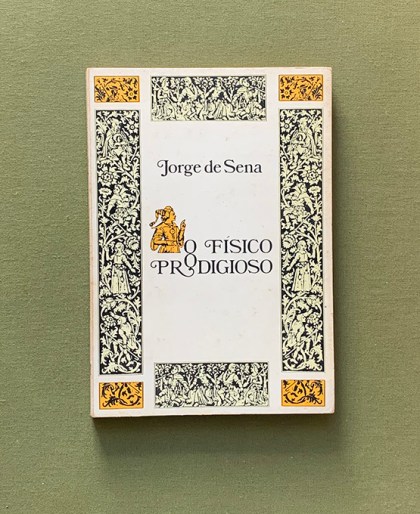 Jorge de Sena
O FÍSICO
PRODIGIOSO